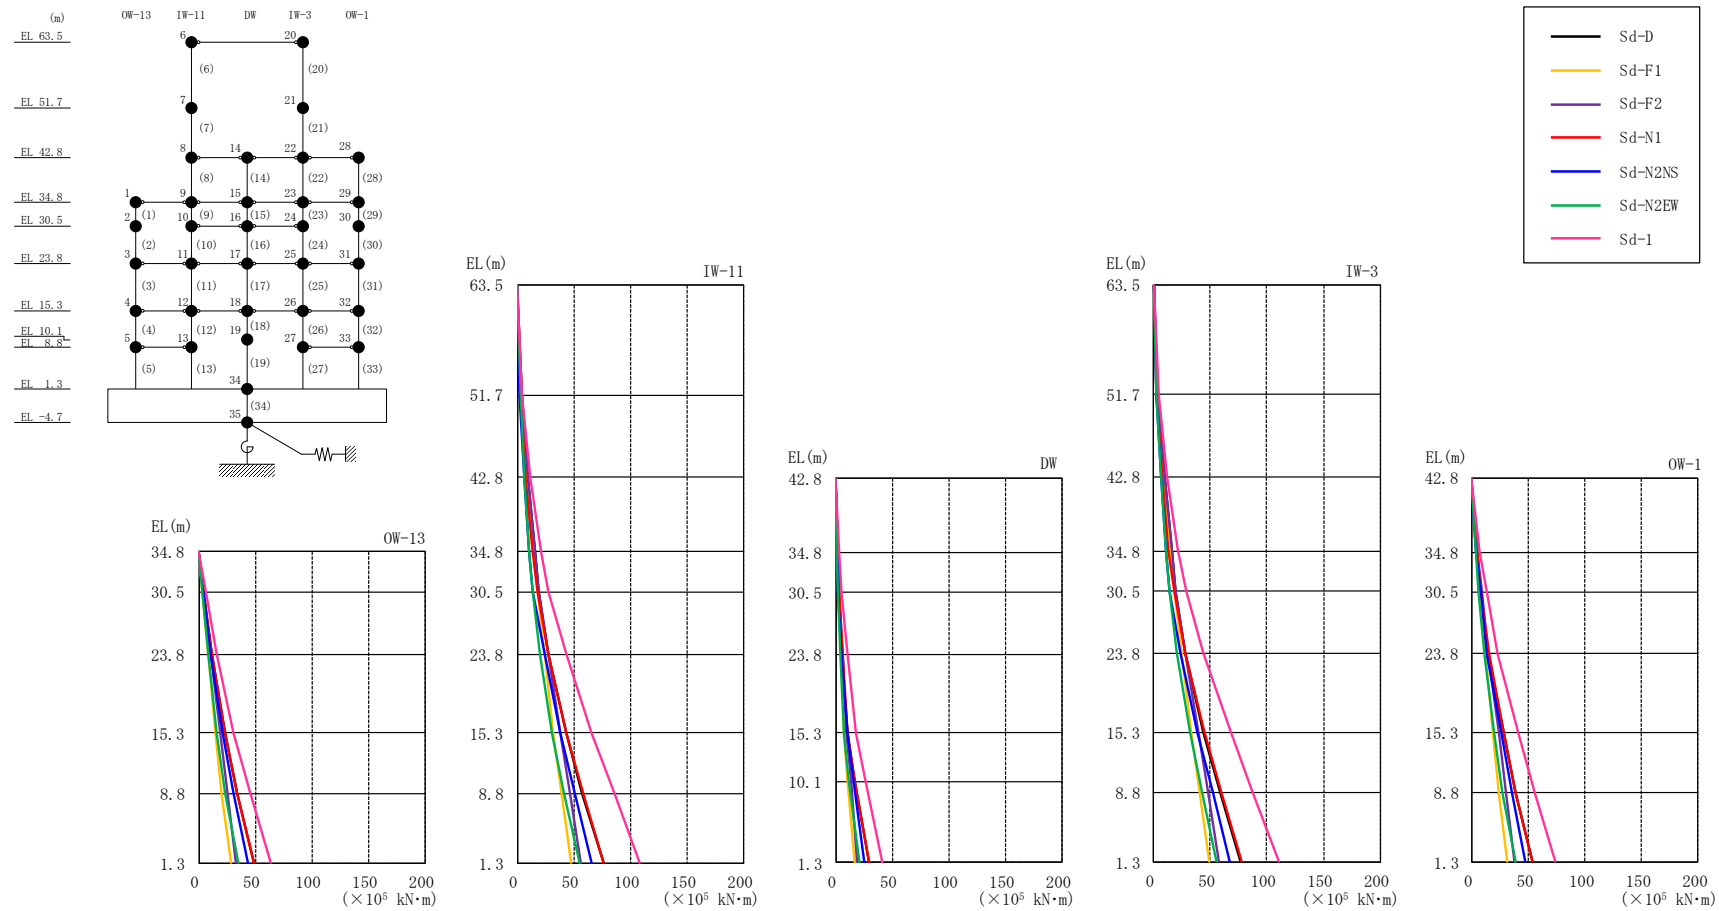 (m) OW-13 IW-11 DW IW-3 OW-1
EL 63.5 6 20
(6) (20)
EL 51.7 7 21
(7) (21)
EL 42.8 8 14 22 28
(8) (14) (22) (28)
EL 34.8 1 9 15 23 29
(1) (9) (15) (23) (29)
EL 30.5 2 10 16 24 30
(2) (10) (16) (24) (30)
EL 23.8 3 11 17 25 31
(3) (11) (17) (25) (31)
EL 15.3 4 12 18 26 32
(4) (12) (18) (26) (32)
EL 10.1 19
EL 8.8 5 13 27 33
(5) (13) (19) (27) (33)
EL 1.3 34
(34)
EL -4.7 35
Sd-D
Sd-F1
Sd-F2
Sd-N1
Sd-N2NS
Sd-N2EW
Sd-1
EL(m) OW-13
34.8
30.5
23.8
15.3
8.8
1.3
0 50 100 150 200
(×10⁵ kN·m)
EL(m) IW-11
63.5
51.7
42.8
34.8
30.5
23.8
15.3
8.8
1.3
0 50 100 150 200
(×10⁵ kN·m)
EL(m) DW
42.8
34.8
30.5
23.8
15.3
10.1
1.3
0 50 100 150 200
(×10⁵ kN·m)
EL(m) IW-3
63.5
51.7
42.8
34.8
30.5
23.8
15.3
8.8
1.3
0 50 100 150 200
(×10⁵ kN·m)
EL(m) OW-1
42.8
34.8
30.5
23.8
15.3
8.8
1.3
0 50 100 150 200
(×10⁵ kN·m)